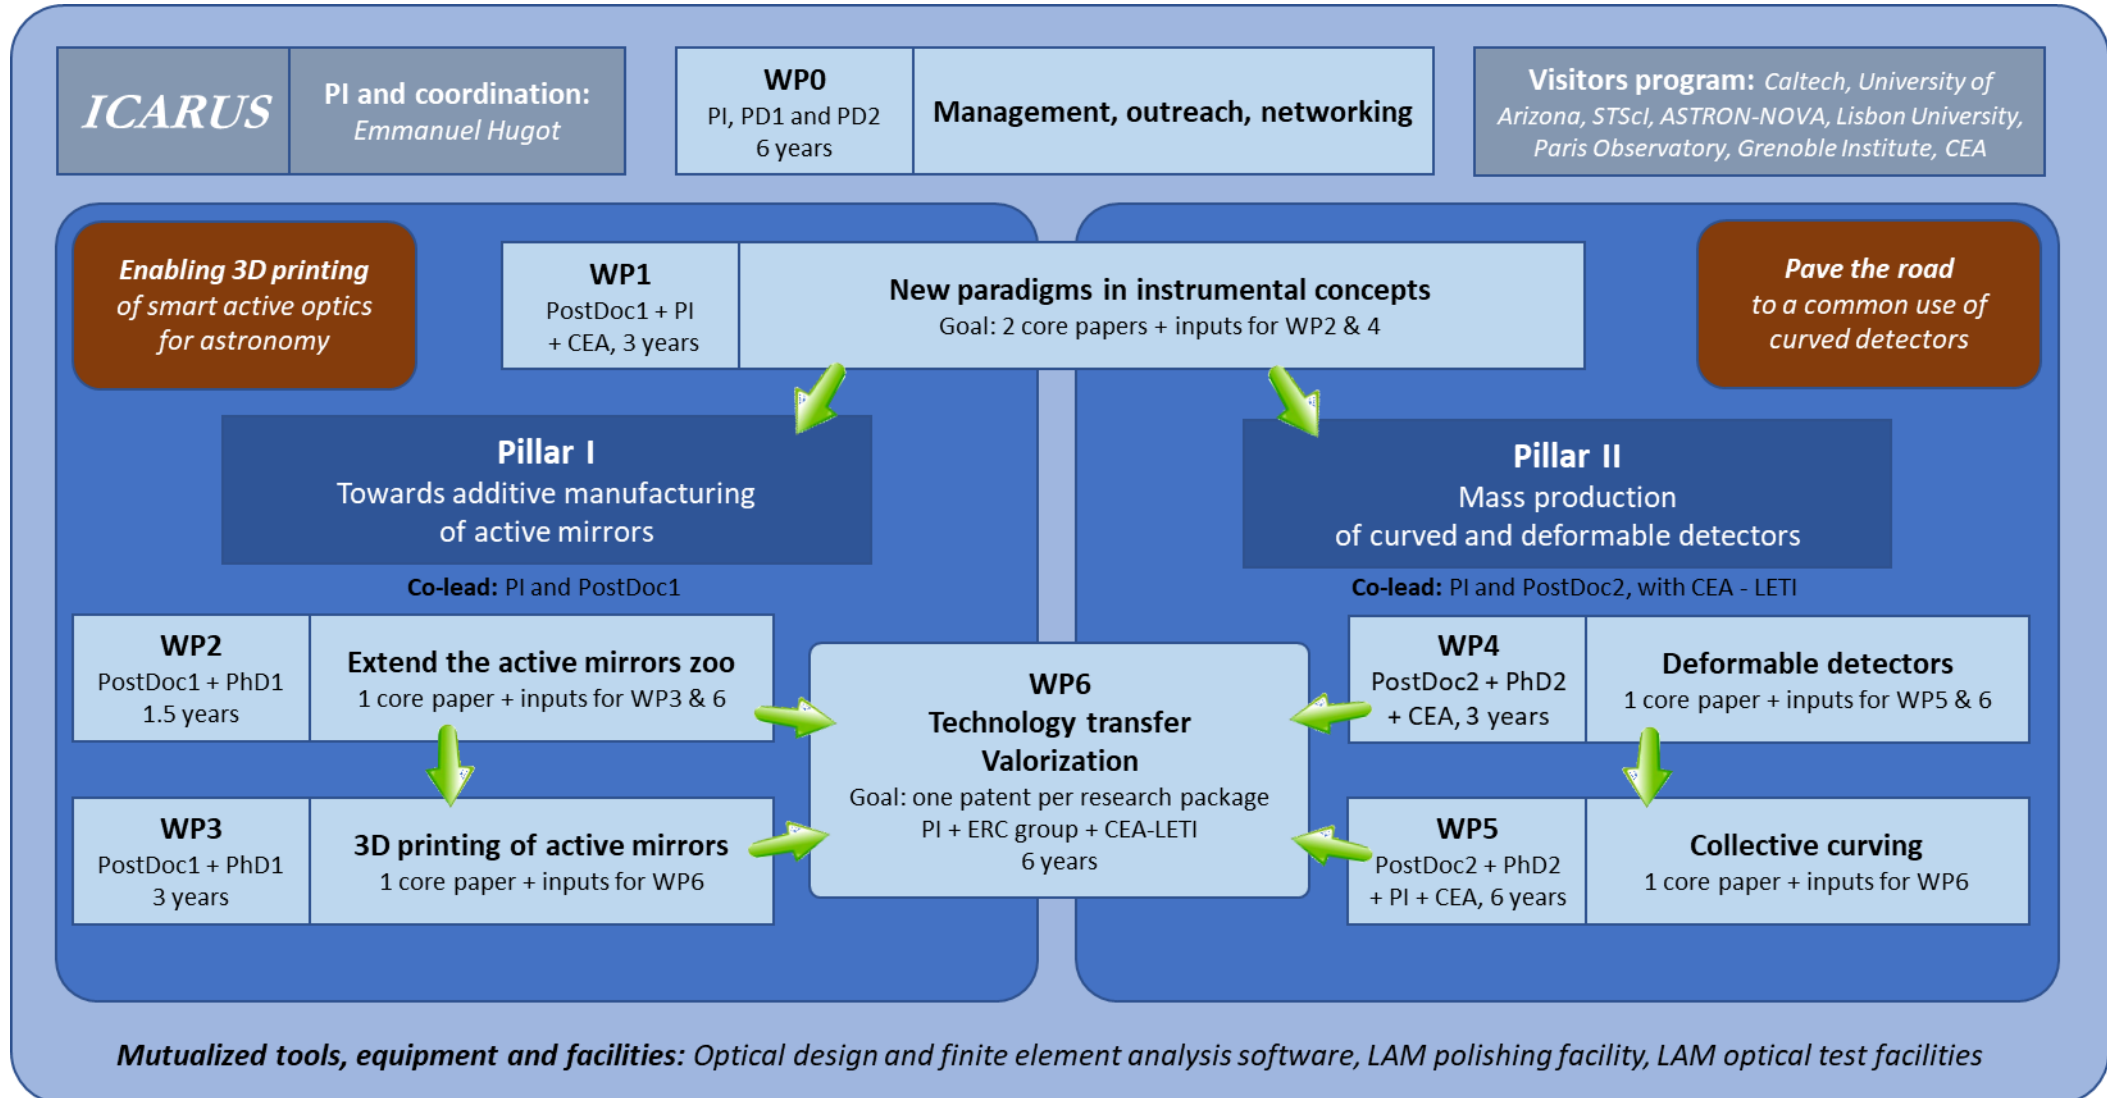 ICARUS
PI and coordination:
Emmanuel Hugot
WP0
PI, PD1 and PD2
6 years
Management, outreach, networking
Visitors program: Caltech, University of
Arizona, STScI, ASTRON-NOVA, Lisbon University,
Paris Observatory, Grenoble Institute, CEA
Enabling 3D printing
of smart active optics
for astronomy
WP1
PostDoc1 + PI
+ CEA, 3 years
New paradigms in instrumental concepts
Goal: 2 core papers + inputs for WP2 & 4
Pave the road
to a common use of
curved detectors
Pillar I
Towards additive manufacturing
of active mirrors
Co-lead: PI and PostDoc1
Pillar II
Mass production
of curved and deformable detectors
Co-lead: PI and PostDoc2, with CEA - LETI
WP2
PostDoc1 + PhD1
1.5 years
Extend the active mirrors zoo
1 core paper + inputs for WP3 & 6
WP3
PostDoc1 + PhD1
3 years
3D printing of active mirrors
1 core paper + inputs for WP6
WP6
Technology transfer
Valorization
Goal: one patent per research package
PI + ERC group + CEA-LETI
6 years
WP4
PostDoc2 + PhD2
+ CEA, 3 years
Deformable detectors
1 core paper + inputs for WP5 & 6
WP5
PostDoc2 + PhD2
+ PI + CEA, 6 years
Collective curving
1 core paper + inputs for WP6
Mutualized tools, equipment and facilities: Optical design and finite element analysis software, LAM polishing facility, LAM optical test facilities